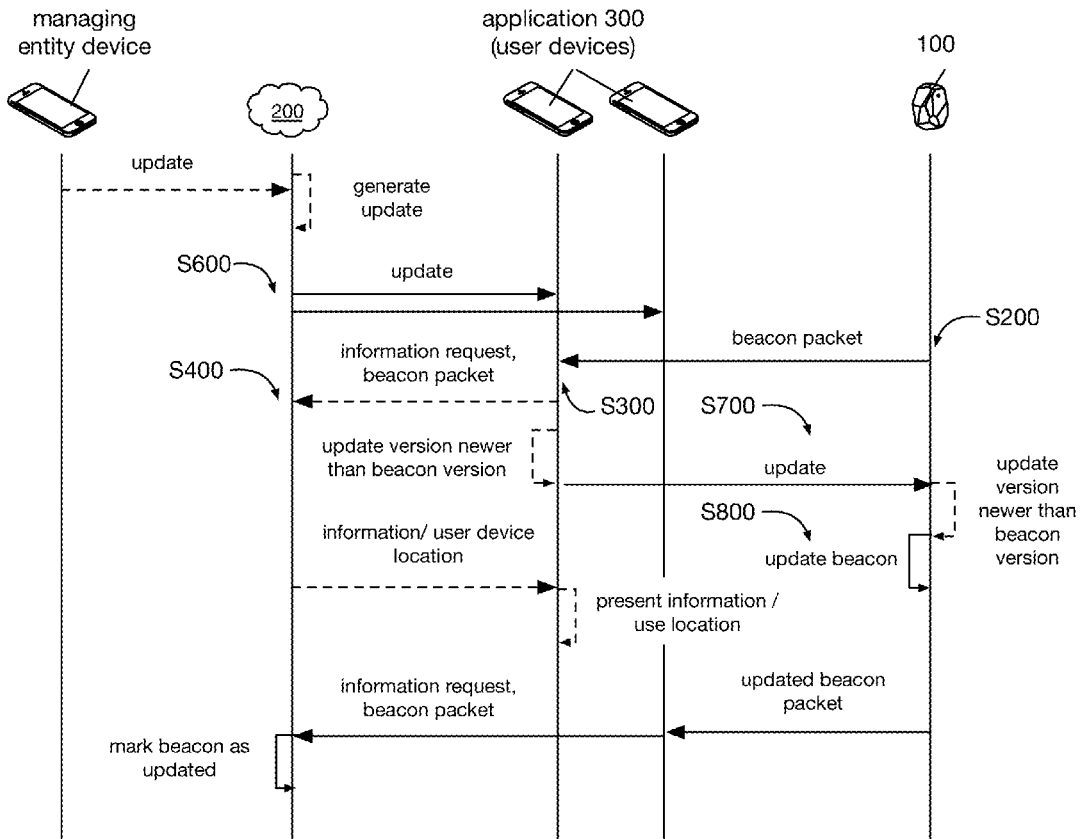 managing
entity device
application 300
(user devices)
100
200
update
generate
update
S600
update
S200
beacon packet
information request,
beacon packet
S400
S300
S700
update version newer
than beacon version
update
update
version
newer than
beacon
version
S800
information/ user device
location
update beacon
present information /
use location
information request,
beacon packet
updated beacon
packet
mark beacon as
updated